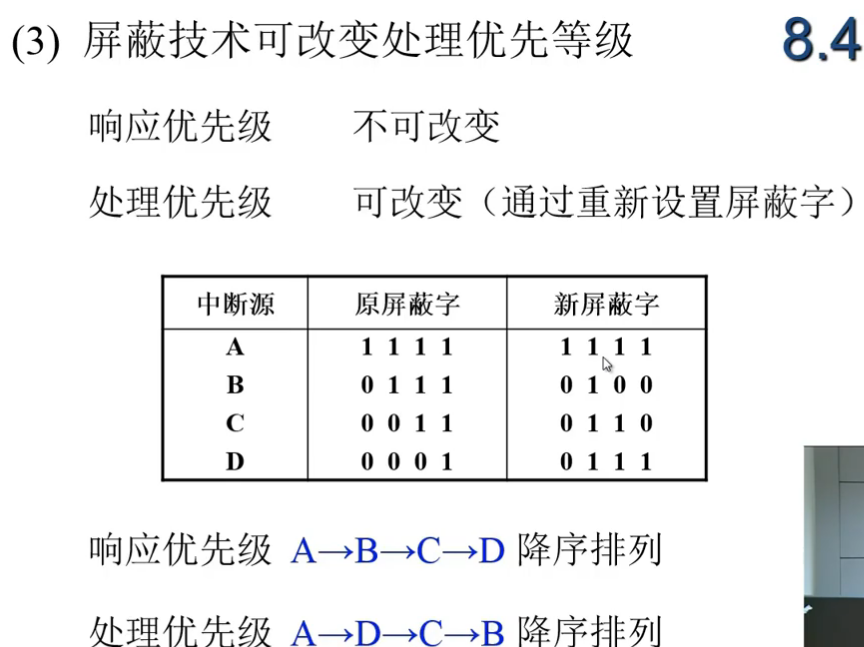 (3) 屏蔽技术可改变处理优先等级 8.4
响应优先级 不可改变
处理优先级 可改变（通过重新设置屏蔽字）
中断源 原屏蔽字 新屏蔽字
A 1 1 1 1 1 1 1 1
B 0 1 1 1 0 1 0 0
C 0 0 1 1 0 1 1 0
D 0 0 0 1 0 1 1 1
响应优先级 A→B→C→D 降序排列
处理优先级 A→D→C→B 降序排列